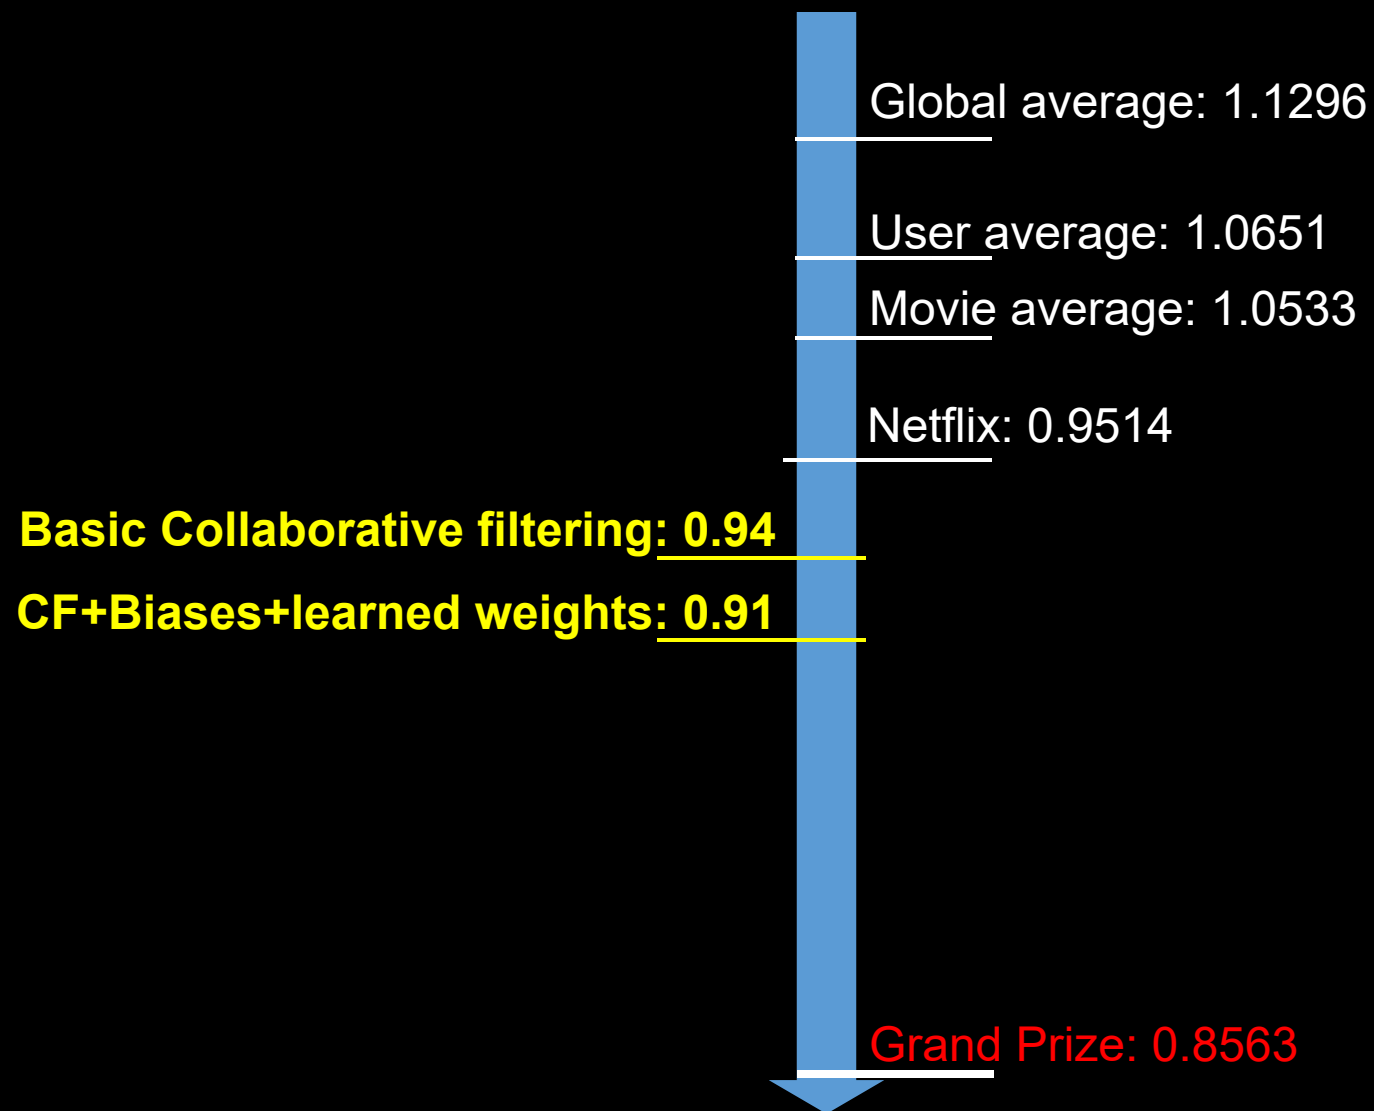 Global average: 1.1296
User average: 1.0651
Movie average: 1.0533
Netflix: 0.9514
Basic Collaborative filtering: 0.94
CF+Biases+learned weights: 0.91
Grand Prize: 0.8563